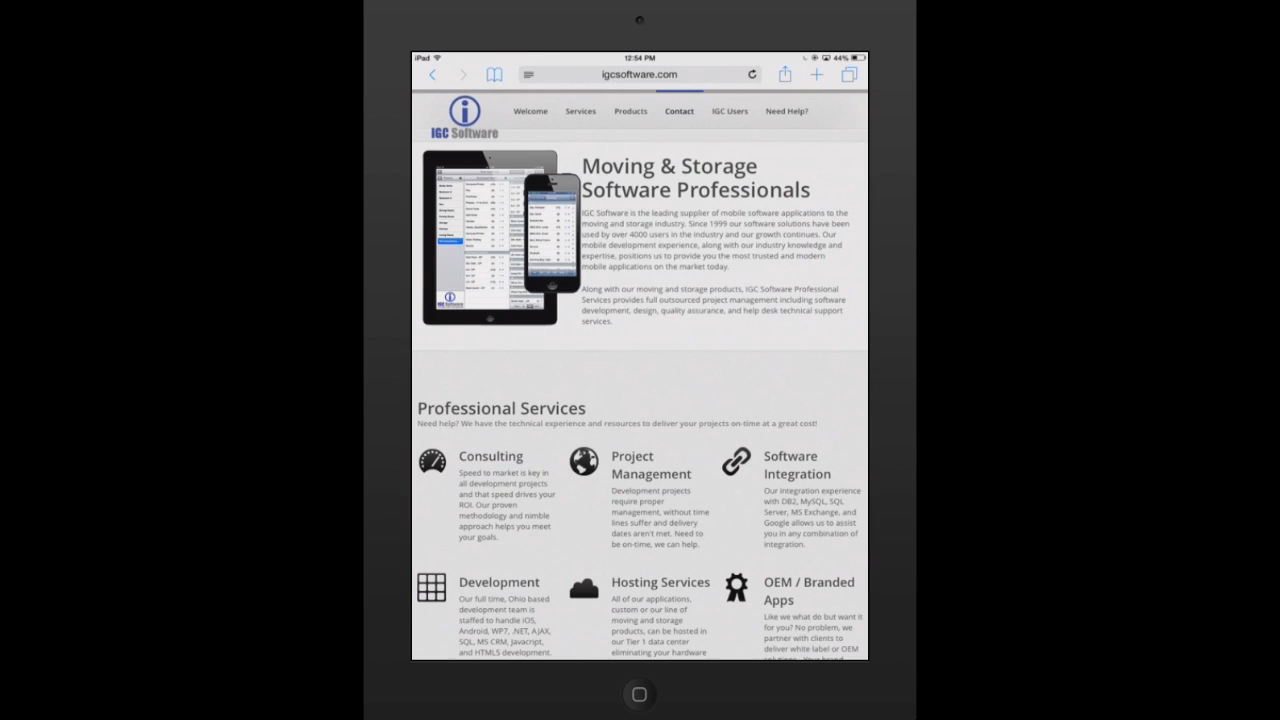 iPad
12:54 PM
44%
igcsoftware.com
Welcome Services Products Contact IGC Users Need Help?
IGC Software
Moving & Storage
Software Professionals
IGC Software is the leading supplier of mobile software applications to the
moving and storage industry. Since 1999 our software solutions have been
used by over 4000 users in the industry and our growth continues. Our
mobile development experience, along with our industry knowledge and
expertise, positions us to provide you the most trusted and modern
mobile applications on the market today.
Along with our moving and storage products, IGC Software Professional
Services provides full outsourced project management including software
development, design, quality assurance, and help desk technical support
services.
IGC Software
Professional Services
Need help? We have the technical experience and resources to deliver your projects on-time at a great cost!
Consulting
Speed to market is key in
all development projects
and that speed drives your
ROI. Our proven
methodology and nimble
approach helps you meet
your goals.
Project
Management
Development projects
require proper
management, without time
lines suffer and delivery
dates aren't met. Need to
be on-time, we can help.
Software
Integration
Our integration experience
with DB2, MySQL, SQL
Server, MS Exchange, and
Google allows us to assist
you in any combination of
integration.
Development
Our full time, Ohio based
development team is
staffed to handle iOS,
Android, WP7, .NET, AJAX,
SQL, MS CRM, Javacript,
and HTML5 development.
Hosting Services
All of our applications,
custom or our line of
moving and storage
products, can be hosted in
our Tier 1 data center
eliminating your hardware
OEM / Branded
Apps
Like we what do but want it
for you? No problem, we
partner with clients to
deliver white label or OEM
solutions. Your brand